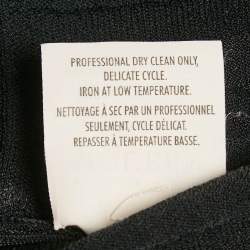 PROFESSIONAL DRY CLEAN ONLY,
DELICATE CYCLE.
IRON AT LOW TEMPERATURE.
NETTOYAGE À SEC PAR UN PROFESSIONNEL
SEULEMENT, CYCLE DÉLICAT.
REPASSER À TEMPÉRATURE BASSE.